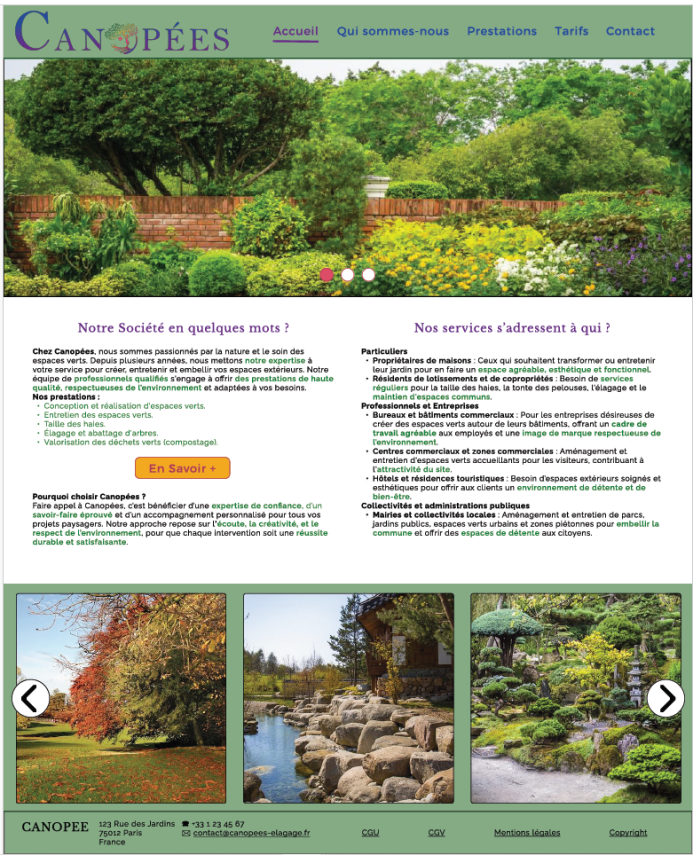 CANOPÉES
Accueil Qui sommes-nous Prestations Tarifs Contact
Notre Société en quelques mots ?
Chez Canopées, nous sommes passionnés par la nature et le soin des
espaces verts. Depuis plusieurs années, nous mettons notre expertise à
votre service pour créer, entretenir et embellir vos espaces extérieurs. Notre
équipe de professionnels qualifiés s'engage à offrir des prestations de haute
qualité, respectueuses de l'environnement et adaptées à vos besoins.
Nos prestations :
• Conception et réalisation d'espaces verts.
• Entretien des espaces verts.
• Taille des haies.
• Élagage et abattage d'arbres.
• Valorisation des déchets verts (compostage).
En Savoir +
Pourquoi choisir Canopées ?
Faire appel à Canopées, c'est bénéficier d'une expertise de confiance, d'un
savoir-faire éprouvé et d'un accompagnement personnalisé pour tous vos
projets paysagers. Notre approche repose sur l'écoute, la créativité, et le
respect de l'environnement, pour que chaque intervention soit une réussite
durable et satisfaisante.
Nos services s'adressent à qui ?
Particuliers
• Propriétaires de maisons : Ceux qui souhaitent transformer ou entretenir
leur jardin pour en faire un espace agréable, esthétique et fonctionnel.
• Résidents de lotissements et de copropriétés : Besoin de services
réguliers pour la taille des haies, la tonte des pelouses, l'élagage et le
maintien d'espaces communs.
Professionnels et Entreprises
• Bureaux et bâtiments commerciaux : Pour les entreprises désireuses de
créer des espaces verts autour de leurs bâtiments, offrant un cadre de
travail agréable aux employés et une image de marque respectueuse de
l'environnement.
• Centres commerciaux et zones commerciales : Aménagement et
entretien d'espaces verts accueillants pour les visiteurs, contribuant à
l'attractivité du site.
• Hôtels et résidences touristiques : Besoin d'espaces extérieurs soignés et
esthétiques pour offrir aux clients un environnement de détente et de
bien-être.
Collectivités et administrations publiques
• Mairies et collectivités locales : Aménagement et entretien de parcs,
jardins publics, espaces verts urbains et zones piétonnes pour embellir la
commune et offrir des espaces de détente aux citoyens.
CANOPEE
123 Rue des Jardins
75012 Paris
France
☎ +33 1 23 45 67
✉ contact@canopees-elagage.fr
CGU
CGV
Mentions légales
Copyright